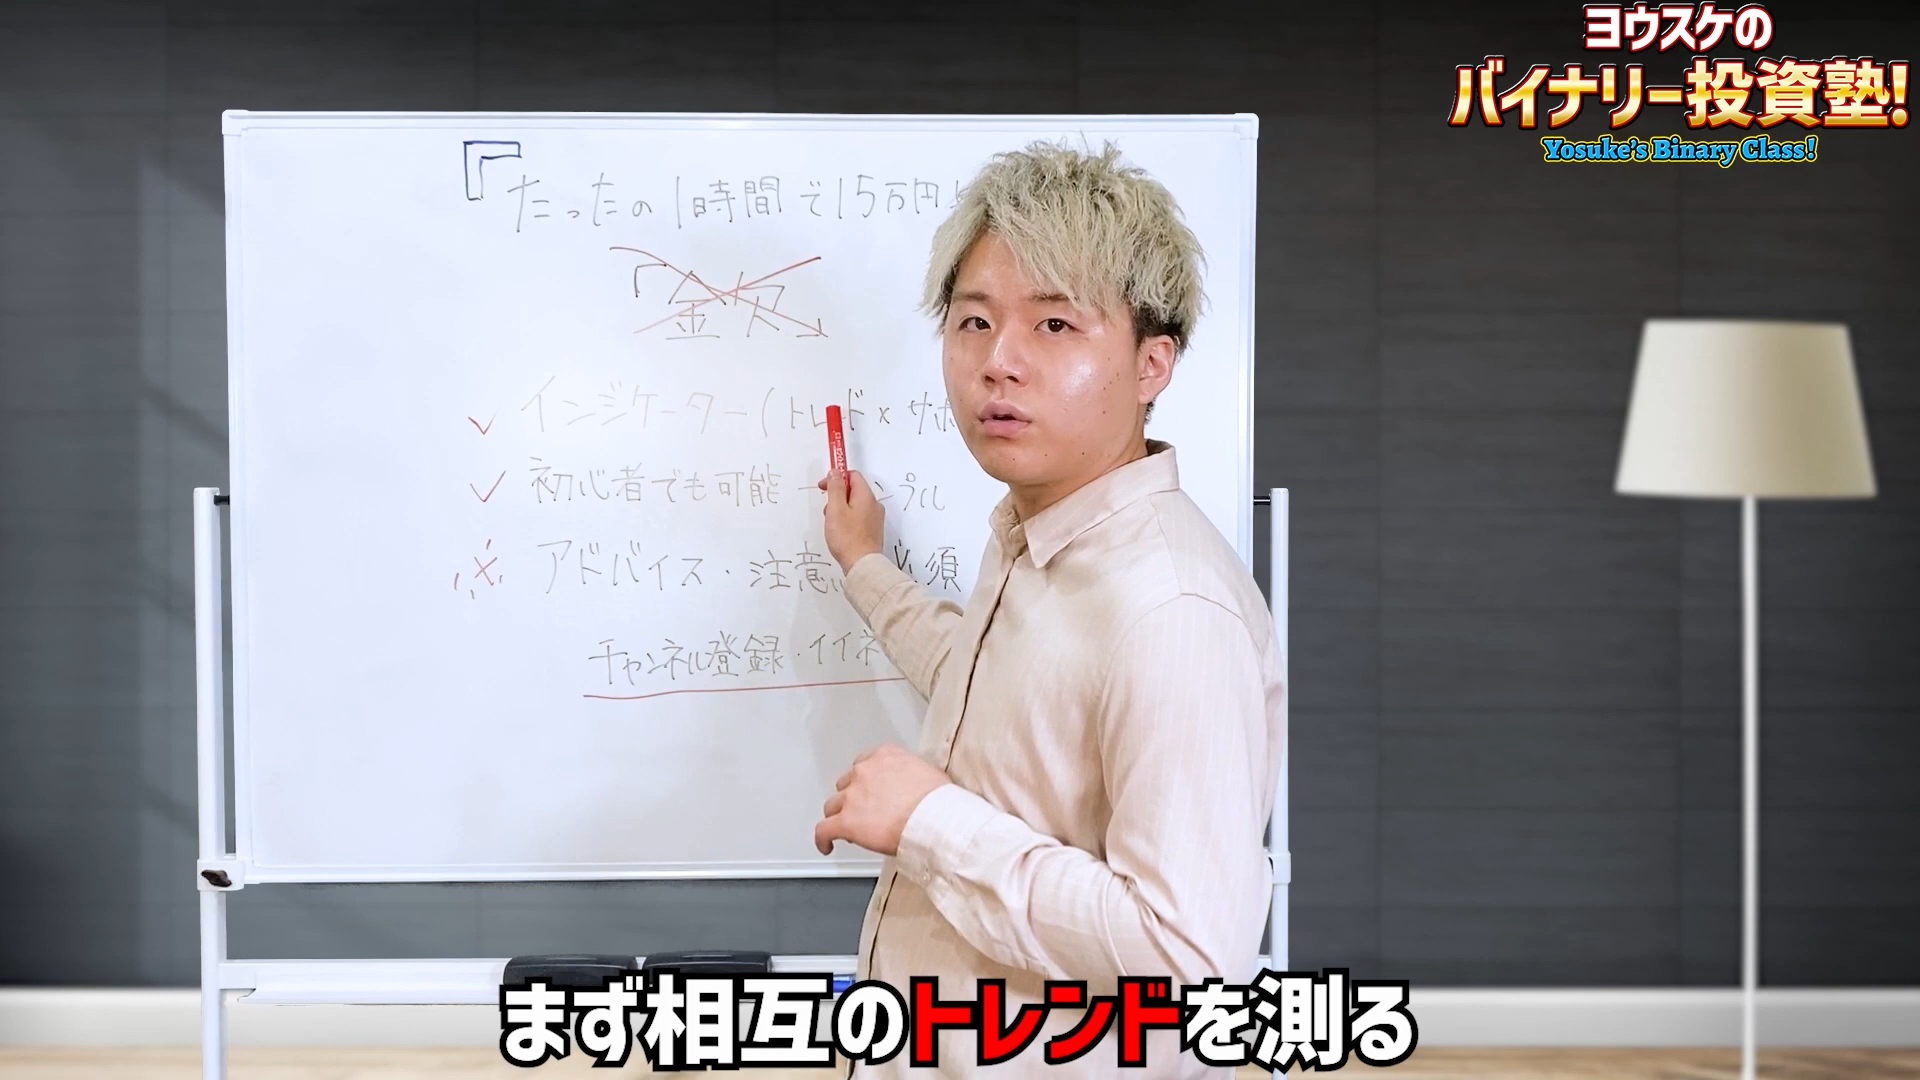 ヨウスケの
バイナリー投資塾!
Yosuke's Binary Class!
『たったの1時間で15万円
「金欠」
インジケーター(トレンド×サポ
初心者でも可能→シンプル
※ アドバイス・注意 必須
チャンネル登録・イイネ
まず相互のトレンドを測る